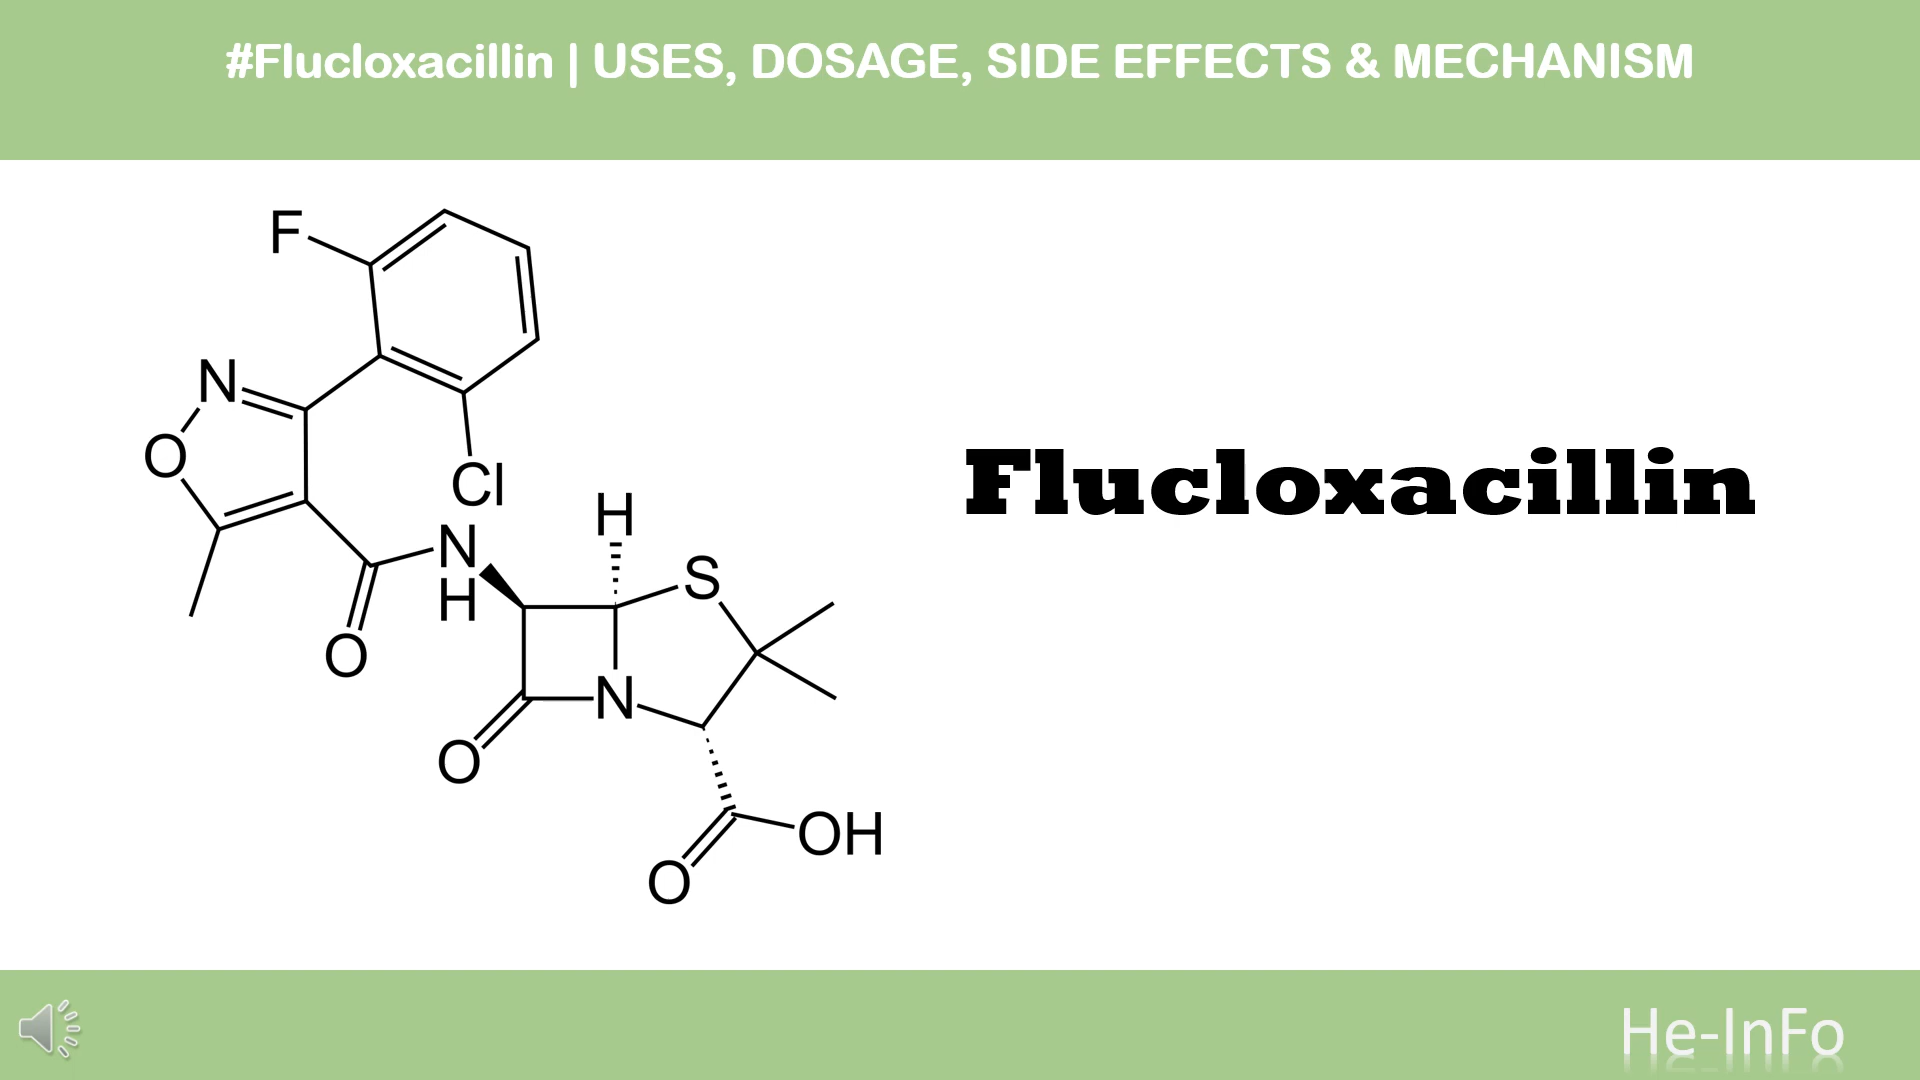 #Flucloxacillin | USES, DOSAGE, SIDE EFFECTS & MECHANISM
F
N
O
Cl
H
N
H
S
O
N
O
OH
O
Flucloxacillin
He-InFo